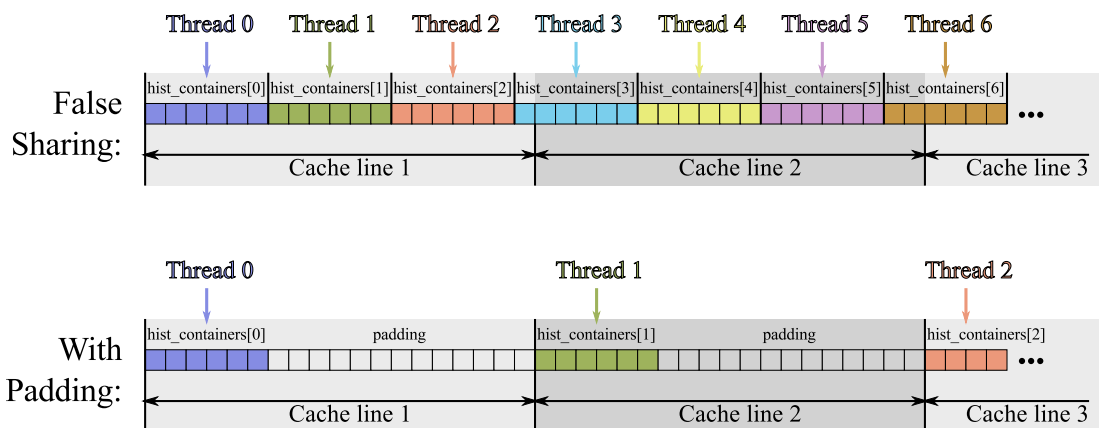 Thread 0 Thread 1 Thread 2 Thread 3 Thread 4 Thread 5 Thread 6
hist_containers[0] hist_containers[1] hist_containers[2] hist_containers[3] hist_containers[4] hist_containers[5] hist_containers[6]
False
Sharing:
...
Cache line 1 Cache line 2 Cache line 3
Thread 0 Thread 1 Thread 2
hist_containers[0] padding hist_containers[1] padding hist_containers[2]
With
Padding:
...
Cache line 1 Cache line 2 Cache line 3